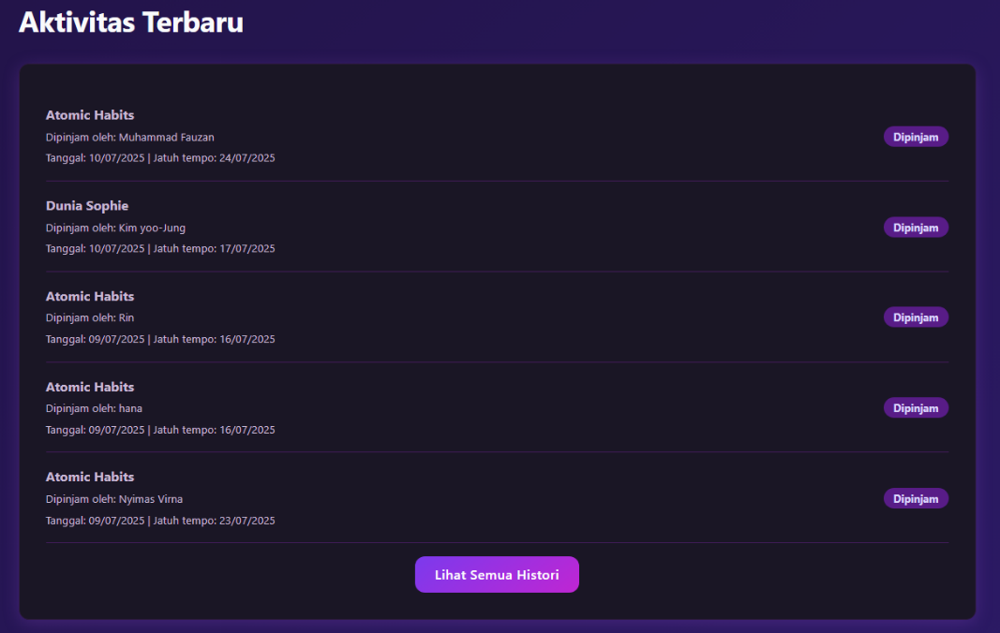 Aktivitas Terbaru
Atomic Habits
Dipinjam oleh: Muhammad Fauzan
Tanggal: 10/07/2025 | Jatuh tempo: 24/07/2025
Dipinjam
Dunia Sophie
Dipinjam oleh: Kim yoo-Jung
Tanggal: 10/07/2025 | Jatuh tempo: 17/07/2025
Dipinjam
Atomic Habits
Dipinjam oleh: Rin
Tanggal: 09/07/2025 | Jatuh tempo: 16/07/2025
Dipinjam
Atomic Habits
Dipinjam oleh: hana
Tanggal: 09/07/2025 | Jatuh tempo: 16/07/2025
Dipinjam
Atomic Habits
Dipinjam oleh: Nyimas Virna
Tanggal: 09/07/2025 | Jatuh tempo: 23/07/2025
Dipinjam
Lihat Semua Histori